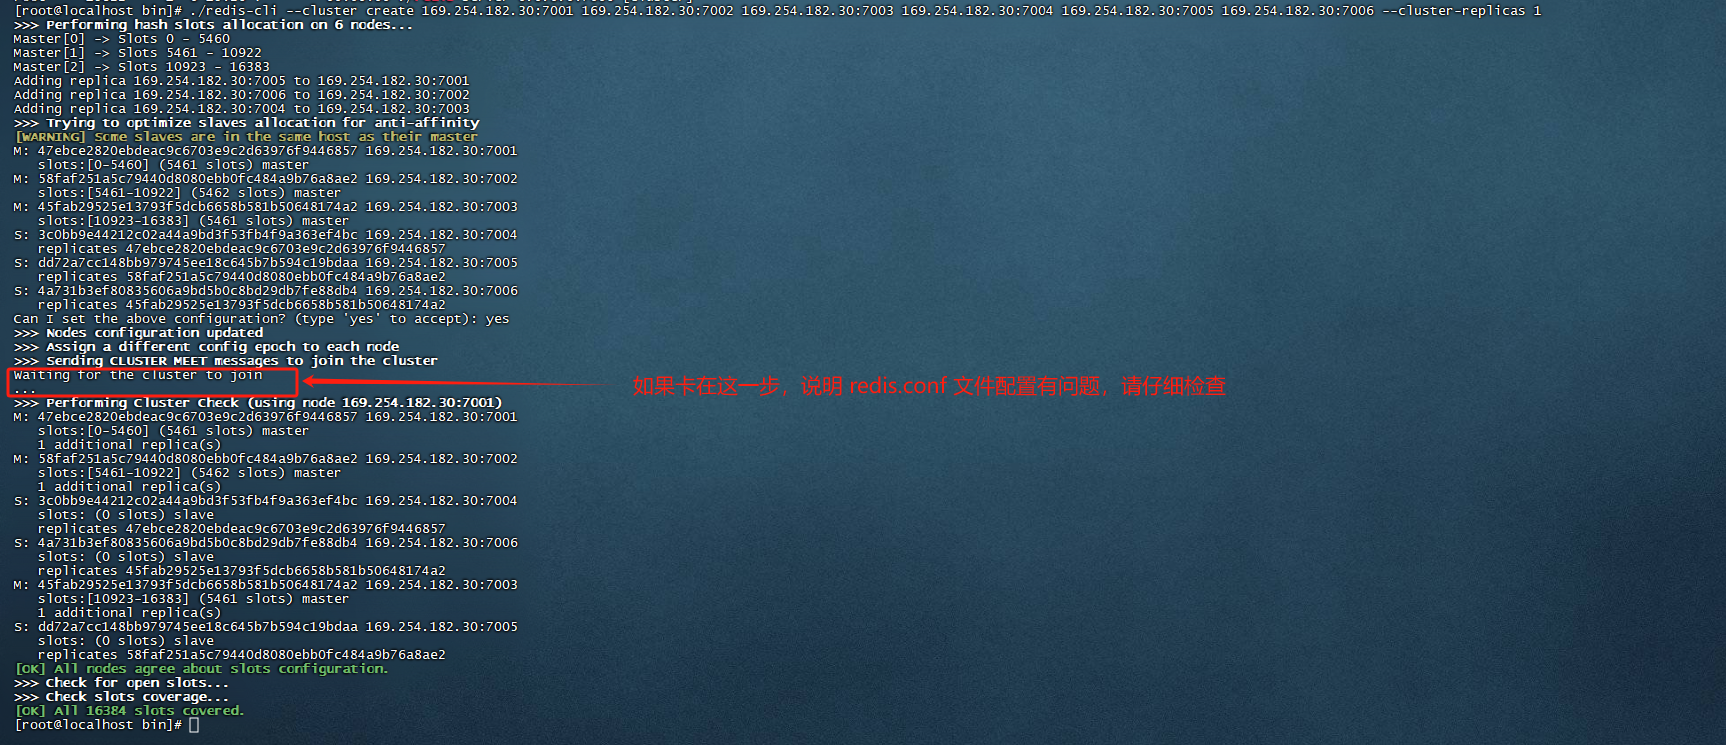 [root@localhost bin]# ./redis-cli --cluster create 169.254.182.30:7001 169.254.182.30:7002 169.254.182.30:7003 169.254.182.30:7004 169.254.182.30:7005 169.254.182.30:7006 --cluster-replicas 1
>>> Performing hash slots allocation on 6 nodes...
Master[0] -> Slots 0 - 5460
Master[1] -> Slots 5461 - 10922
Master[2] -> Slots 10923 - 16383
Adding replica 169.254.182.30:7005 to 169.254.182.30:7001
Adding replica 169.254.182.30:7006 to 169.254.182.30:7002
Adding replica 169.254.182.30:7004 to 169.254.182.30:7003
>>> Trying to optimize slaves allocation for anti-affinity
[WARNING] Some slaves are in the same host as their master
M: 47ebce2820ebdeac9c6703e9c2d63976f9446857 169.254.182.30:7001
slots:[0-5460] (5461 slots) master
M: 58faf251a5c79440d8080ebb0fc484a9b76a8ae2 169.254.182.30:7002
slots:[5461-10922] (5462 slots) master
M: 45fab29525e13793f5dcb6658b581b50648174a2 169.254.182.30:7003
slots:[10923-16383] (5461 slots) master
S: 3c0bb9e44212c02a44a9bd3f53fb4f9a363ef4bc 169.254.182.30:7004
replicates 47ebce2820ebdeac9c6703e9c2d63976f9446857
S: dd72a7cc148bb979745ee18c645b7b594c19bdaa 169.254.182.30:7005
replicates 58faf251a5c79440d8080ebb0fc484a9b76a8ae2
S: 4a731b3ef80835606a9bd5b0c8bd29db7fe88db4 169.254.182.30:7006
replicates 45fab29525e13793f5dcb6658b581b50648174a2
Can I set the above configuration? (type 'yes' to accept): yes
>>> Nodes configuration updated
>>> Assign a different config epoch to each node
>>> Sending CLUSTER MEET messages to join the cluster
Waiting for the cluster to join
...
如果卡在这一步，说明 redis.conf 文件配置有问题，请仔细检查
>>> Performing Cluster Check (using node 169.254.182.30:7001)
M: 47ebce2820ebdeac9c6703e9c2d63976f9446857 169.254.182.30:7001
slots:[0-5460] (5461 slots) master
1 additional replica(s)
M: 58faf251a5c79440d8080ebb0fc484a9b76a8ae2 169.254.182.30:7002
slots:[5461-10922] (5462 slots) master
1 additional replica(s)
S: 3c0bb9e44212c02a44a9bd3f53fb4f9a363ef4bc 169.254.182.30:7004
slots: (0 slots) slave
replicates 47ebce2820ebdeac9c6703e9c2d63976f9446857
S: 4a731b3ef80835606a9bd5b0c8bd29db7fe88db4 169.254.182.30:7006
slots: (0 slots) slave
replicates 45fab29525e13793f5dcb6658b581b50648174a2
M: 45fab29525e13793f5dcb6658b581b50648174a2 169.254.182.30:7003
slots:[10923-16383] (5461 slots) master
1 additional replica(s)
S: dd72a7cc148bb979745ee18c645b7b594c19bdaa 169.254.182.30:7005
slots: (0 slots) slave
replicates 58faf251a5c79440d8080ebb0fc484a9b76a8ae2
[OK] All nodes agree about slots configuration.
>>> Check for open slots...
>>> Check slots coverage...
[OK] All 16384 slots covered.
[root@localhost bin]#